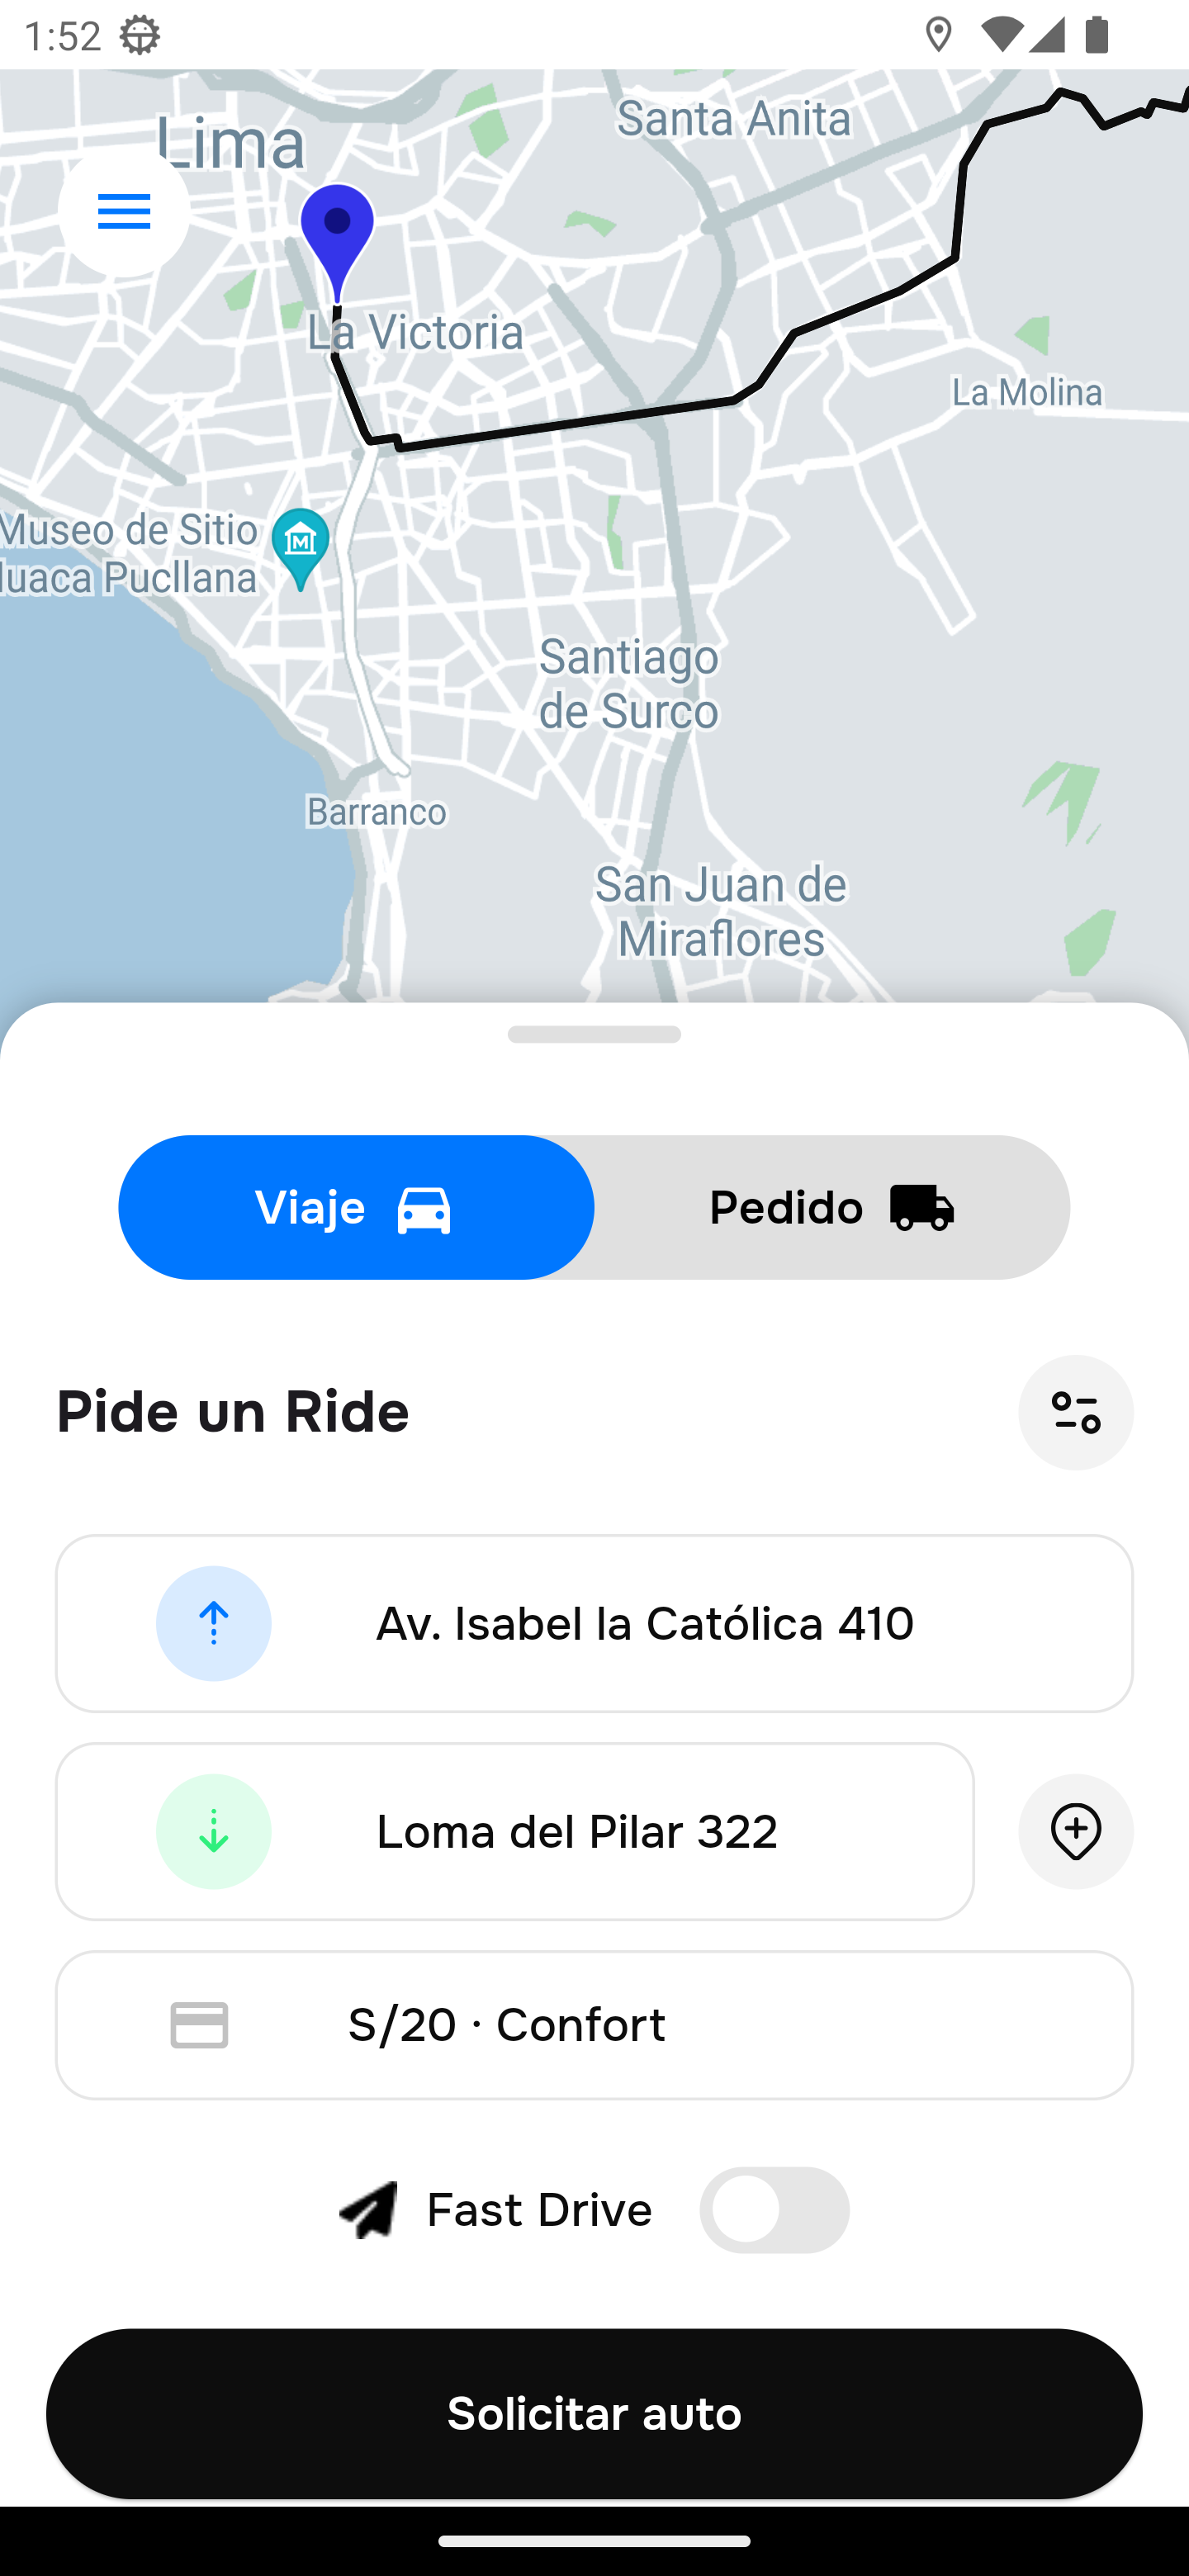 1:52
Lima
Santa Anita
La Victoria
La Molina
Museo de Sitio
uaca Pucllana
M
Santiago
de Surco
Barranco
San Juan de
Miraflores
Viaje
Pedido
Pide un Ride
Av. Isabel la Católica 410
Loma del Pilar 322
S/20 · Confort
Fast Drive
Solicitar auto